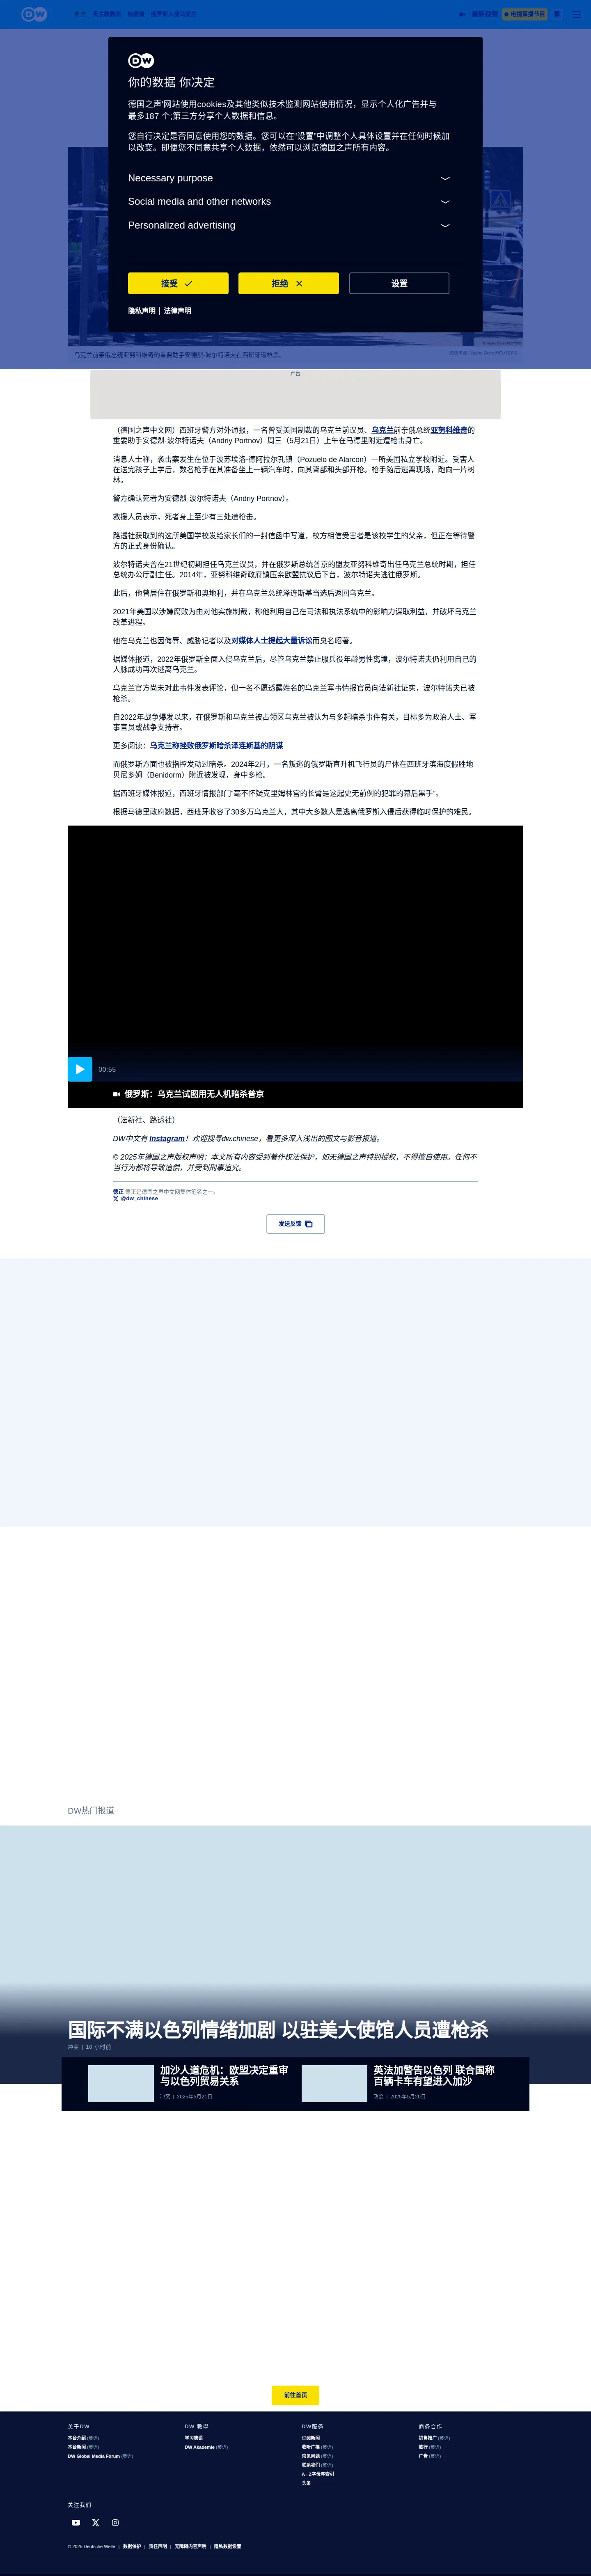 DW
最新视频
电视直播节目
繁
DW
你的数据 你决定
德国之声'网站使用cookies及其他类似技术监测网站使用情况，显示个人化广告并与
最多187 个;第三方分享个人数据和信息。
您自行决定是否同意使用您的数据。您可以在"设置"中调整个人具体设置并在任何时候加
以改变。即便您不同意共享个人数据，依然可以浏览德国之声所有内容。
Necessary purpose
Social media and other networks
Personalized advertising
接受
拒绝
设置
隐私声明 | 法律声明
乌克兰前亲俄总统亚努科维奇的重要助手安德烈·波尔特诺夫在西班牙遭枪杀。
广告
（德国之声中文网）西班牙警方对外通报，一名曾受美国制裁的乌克兰前议员、乌克兰前亲俄总统亚努科维奇的
重要助手安德烈·波尔特诺夫（Andriy Portnov）周三（5月21日）上午在马德里附近遭枪击身亡。
消息人士称，袭击案发生在位于波苏埃洛-德阿拉尔孔镇（Pozuelo de Alarcon）一所美国私立学校附近。受害人
在送完孩子上学后，数名枪手在其准备坐上一辆汽车时，向其背部和头部开枪。枪手随后逃离现场，跑向一片树
林。
警方确认死者为安德烈·波尔特诺夫（Andriy Portnov）。
救援人员表示，死者身上至少有三处遭枪击。
路透社获取到的这所美国学校发给家长们的一封信函中写道，校方相信受害者是该校学生的父亲，但正在等待警
方的正式身份确认。
波尔特诺夫曾在21世纪初期担任乌克兰议员，并在俄罗斯总统普京的盟友亚努科维奇出任乌克兰总统时期，担任
总统办公厅副主任。2014年，亚努科维奇政府镇压亲欧盟抗议后下台，波尔特诺夫逃往俄罗斯。
此后，他曾居住在俄罗斯和奥地利，并在乌克兰总统泽连斯基当选后返回乌克兰。
2021年美国以涉嫌腐败为由对他实施制裁，称他利用自己在司法和执法系统中的影响力谋取利益，并破坏乌克兰
改革进程。
他在乌克兰也因侮辱、威胁记者以及对媒体人士提起大量诉讼而臭名昭著。
据媒体报道，2022年俄罗斯全面入侵乌克兰后，尽管乌克兰禁止服兵役年龄男性离境，波尔特诺夫仍利用自己的
人脉成功再次逃离乌克兰。
乌克兰官方尚未对此事件发表评论，但一名不愿透露姓名的乌克兰军事情报官员向法新社证实，波尔特诺夫已被
枪杀。
自2022年战争爆发以来，在俄罗斯和乌克兰被占领区乌克兰被认为与多起暗杀事件有关，目标多为政治人士、军
事官员或战争支持者。
更多阅读：乌克兰称挫败俄罗斯暗杀泽连斯基的阴谋
而俄罗斯方面也被指控发动过暗杀。2024年2月，一名叛逃的俄罗斯直升机飞行员的尸体在西班牙滨海度假胜地
贝尼多姆（Benidorm）附近被发现，身中多枪。
据西班牙媒体报道，西班牙情报部门"毫不怀疑克里姆林宫的长臂是这起史无前例的犯罪的幕后黑手"。
根据马德里政府数据，西班牙收容了30多万乌克兰人，其中大多数人是逃离俄罗斯入侵后获得临时保护的难民。
00:55
俄罗斯：乌克兰试图用无人机暗杀普京
（法新社、路透社）
DW中文有 Instagram！欢迎搜寻dw.chinese，看更多深入浅出的图文与影音报道。
© 2025年德国之声版权声明：本文所有内容受到著作权法保护，如无德国之声特别授权，不得擅自使用。任何不
当行为都将导致追偿，并受到刑事追究。
德正 德正是德国之声中文网集体笔名之一。
@dw_chinese
发送反馈
DW热门报道
国际不满以色列情绪加剧 以驻美大使馆人员遭枪杀
冲突 | 10 小时前
加沙人道危机：欧盟决定重审
与以色列贸易关系
冲突 | 2025年5月21日
英法加警告以色列 联合国称
百辆卡车有望进入加沙
政治 | 2025年5月20日
前往首页
关于DW
本台介绍 (英语)
本台新闻 (英语)
DW Global Media Forum (英语)
DW 教学
学习德语
DW Akademie (英语)
DW服务
订阅新闻
收听广播 (英语)
常见问题 (英语)
联系我们 (英语)
A - Z字母序索引
头条
商务合作
销售推广 (英语)
旅行 (英语)
广告 (英语)
关注我们
© 2025 Deutsche Welle | 数据保护 | 责任声明 | 无障碍内容声明 | 隐私数据设置